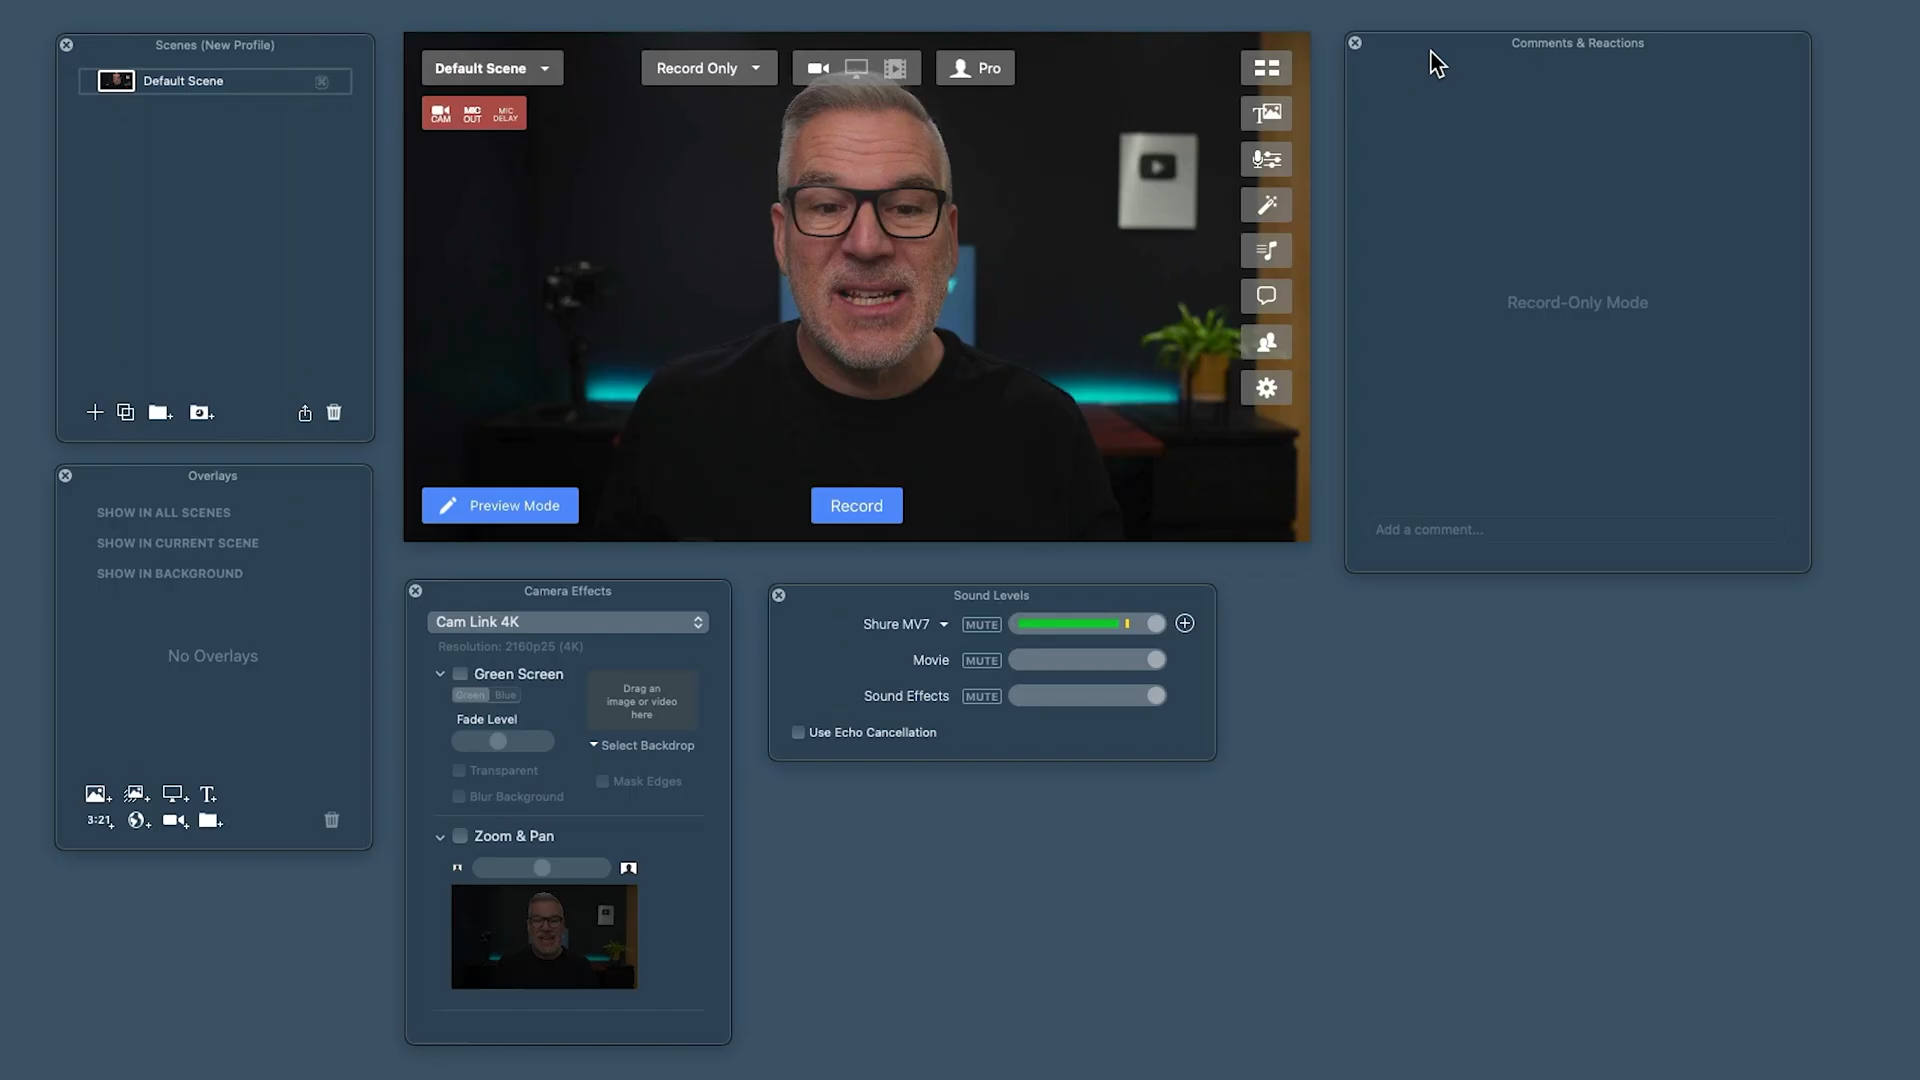 Scenes (New Profile)
Default Scene
Default Scene
Record Only
Pro
CAM
MIC OUT
MIC DELAY
Preview Mode
Record
Comments & Reactions
Record-Only Mode
Add a comment...
Overlays
SHOW IN ALL SCENES
SHOW IN CURRENT SCENE
SHOW IN BACKGROUND
No Overlays
T
3:21
Camera Effects
Cam Link 4K
Resolution: 2160p25 (4K)
Green Screen
Green Blue
Fade Level
Drag an
image or video
here
Select Backdrop
Transparent
Mask Edges
Blur Background
Zoom & Pan
Sound Levels
Shure MV7 MUTE
Movie MUTE
Sound Effects MUTE
Use Echo Cancellation